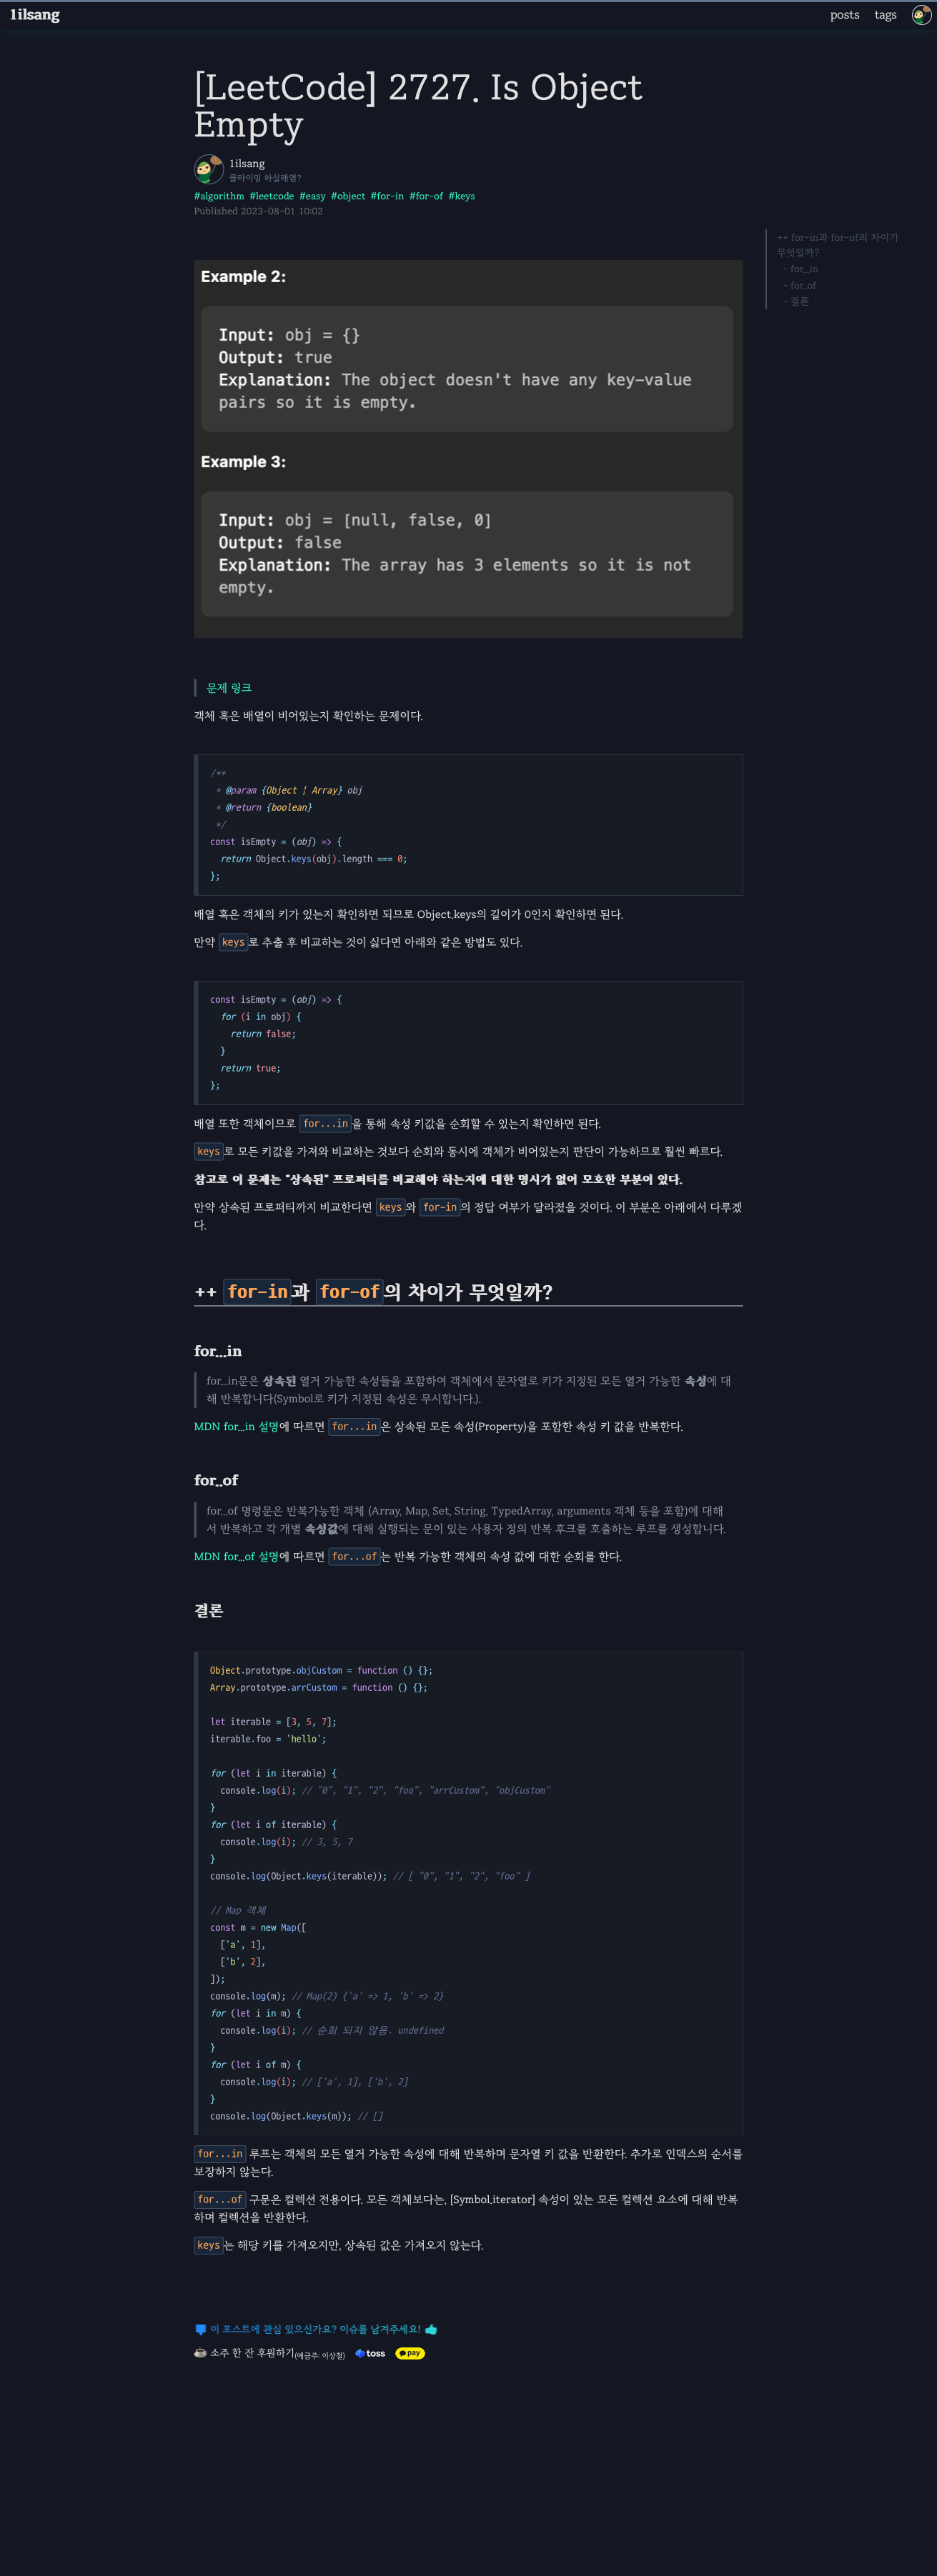 1ilsang
posts tags
[LeetCode] 2727. Is Object
Empty
1ilsang
클라이밍 하실래염?
#algorithm #leetcode #easy #object #for-in #for-of #keys
Published 2023-08-01 10:02
++ for-in과 for-of의 차이가
무엇일까?
- for...in
- for..of
- 결론
Example 2:
Input: obj = {}
Output: true
Explanation: The object doesn't have any key-value
pairs so it is empty.
Example 3:
Input: obj = [null, false, 0]
Output: false
Explanation: The array has 3 elements so it is not
empty.
문제 링크
객체 혹은 배열이 비어있는지 확인하는 문제이다.
/**
 * @param {Object | Array} obj
 * @return {boolean}
 */
const isEmpty = (obj) => {
  return Object.keys(obj).length === 0;
};
배열 혹은 객체의 키가 있는지 확인하면 되므로 Object.keys의 길이가 0인지 확인하면 된다.
만약 keys로 추출 후 비교하는 것이 싫다면 아래와 같은 방법도 있다.
const isEmpty = (obj) => {
  for (i in obj) {
    return false;
  }
  return true;
};
배열 또한 객체이므로 for...in을 통해 속성 키값을 순회할 수 있는지 확인하면 된다.
keys로 모든 키값을 가져와 비교하는 것보다 순회와 동시에 객체가 비어있는지 판단이 가능하므로 훨씬 빠르다.
참고로 이 문제는 "상속된" 프로퍼티를 비교해야 하는지에 대한 명시가 없어 모호한 부분이 있다.
만약 상속된 프로퍼티까지 비교한다면 keys와 for-in의 정답 여부가 달라졌을 것이다. 이 부분은 아래에서 다루겠
다.
++ for-in과 for-of의 차이가 무엇일까?
for...in
for...in문은 상속된 열거 가능한 속성들을 포함하여 객체에서 문자열로 키가 지정된 모든 열거 가능한 속성에 대
해 반복합니다(Symbol로 키가 지정된 속성은 무시합니다.).
MDN for...in 설명에 따르면 for...in은 상속된 모든 속성(Property)을 포함한 속성 키 값을 반복한다.
for..of
for...of 명령문은 반복가능한 객체 (Array, Map, Set, String, TypedArray, arguments 객체 등을 포함)에 대해
서 반복하고 각 개별 속성값에 대해 실행되는 문이 있는 사용자 정의 반복 후크를 호출하는 루프를 생성합니다.
MDN for...of 설명에 따르면 for...of는 반복 가능한 객체의 속성 값에 대한 순회를 한다.
결론
Object.prototype.objCustom = function () {};
Array.prototype.arrCustom = function () {};
let iterable = [3, 5, 7];
iterable.foo = 'hello';
for (let i in iterable) {
  console.log(i); // "0", "1", "2", "foo", "arrCustom", "objCustom"
}
for (let i of iterable) {
  console.log(i); // 3, 5, 7
}
console.log(Object.keys(iterable)); // [ "0", "1", "2", "foo" ]
// Map 객체
const m = new Map([
  ['a', 1],
  ['b', 2],
]);
console.log(m); // Map(2) {'a' => 1, 'b' => 2}
for (let i in m) {
  console.log(i); // 순회 되지 않음. undefined
}
for (let i of m) {
  console.log(i); // ['a', 1], ['b', 2]
}
console.log(Object.keys(m)); // []
for...in 루프는 객체의 모든 열거 가능한 속성에 대해 반복하며 문자열 키 값을 반환한다. 추가로 인덱스의 순서를
보장하지 않는다.
for...of 구문은 컬렉션 전용이다. 모든 객체보다는, [Symbol.iterator] 속성이 있는 모든 컬렉션 요소에 대해 반복
하며 컬렉션을 반환한다.
keys는 해당 키를 가져오지만, 상속된 값은 가져오지 않는다.
이 포스트에 관심 있으신가요? 이슈를 남겨주세요!
소주 한 잔 후원하기(예금주: 이상철) toss pay